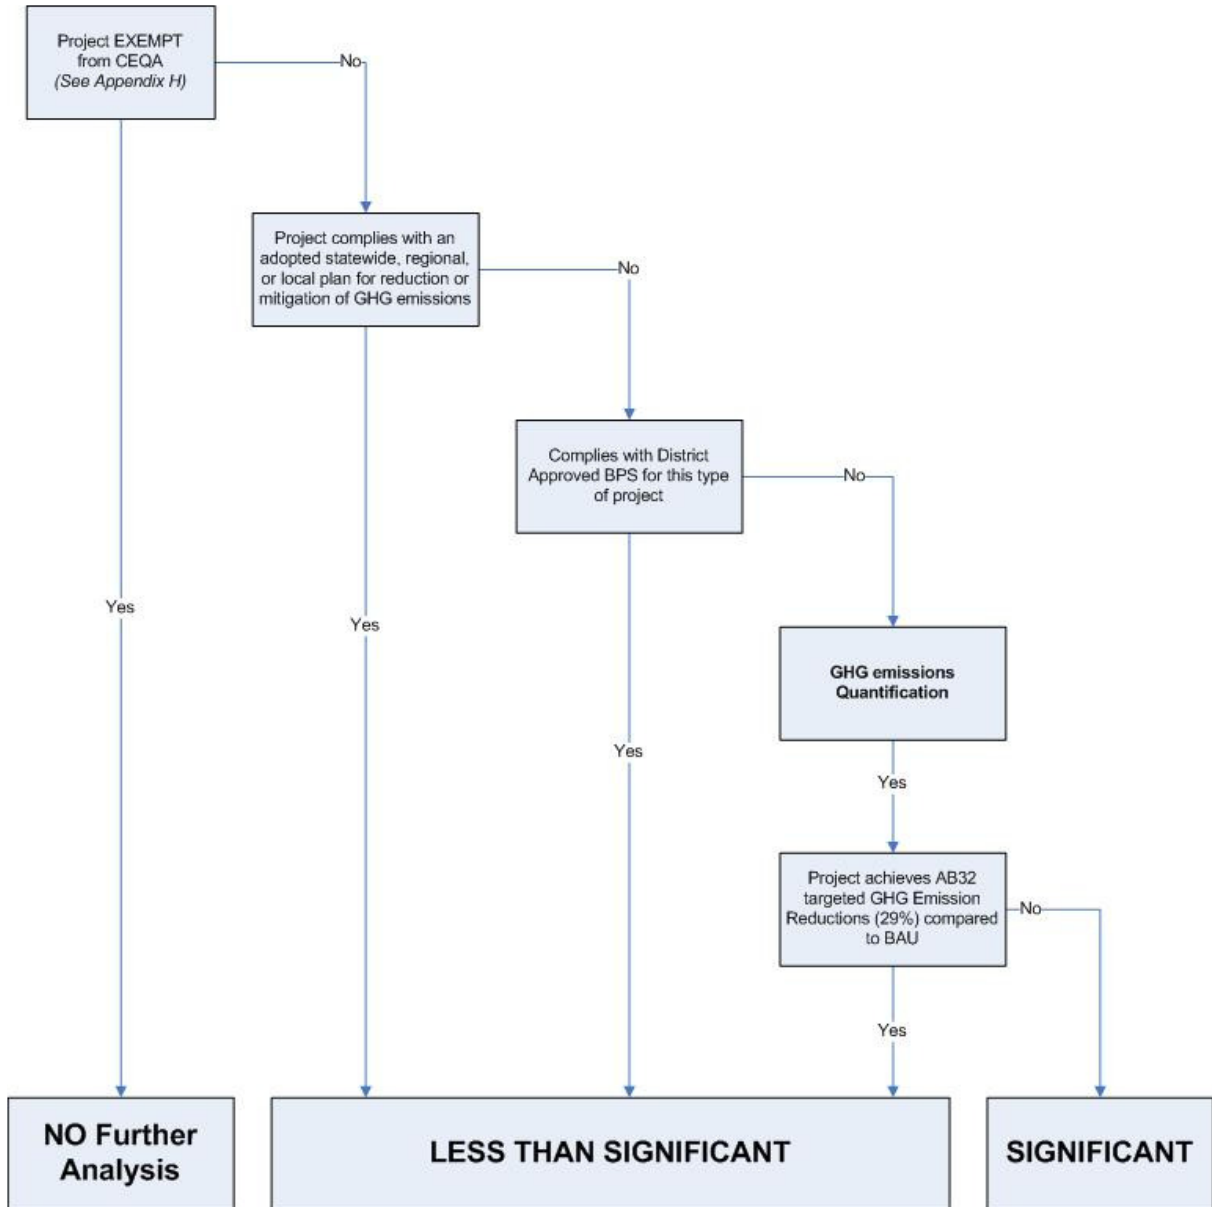 Project EXEMPT
from CEQA
(See Appendix H)
No
Project complies with an
adopted statewide, regional,
or local plan for reduction or
mitigation of GHG emissions
No
Complies with District
Approved BPS for this type
of project
No
Yes
Yes
GHG emissions
Quantification
Yes
Yes
Project achieves AB32
targeted GHG Emission
Reductions (29%) compared
to BAU
No
Yes
NO Further
Analysis
LESS THAN SIGNIFICANT
SIGNIFICANT